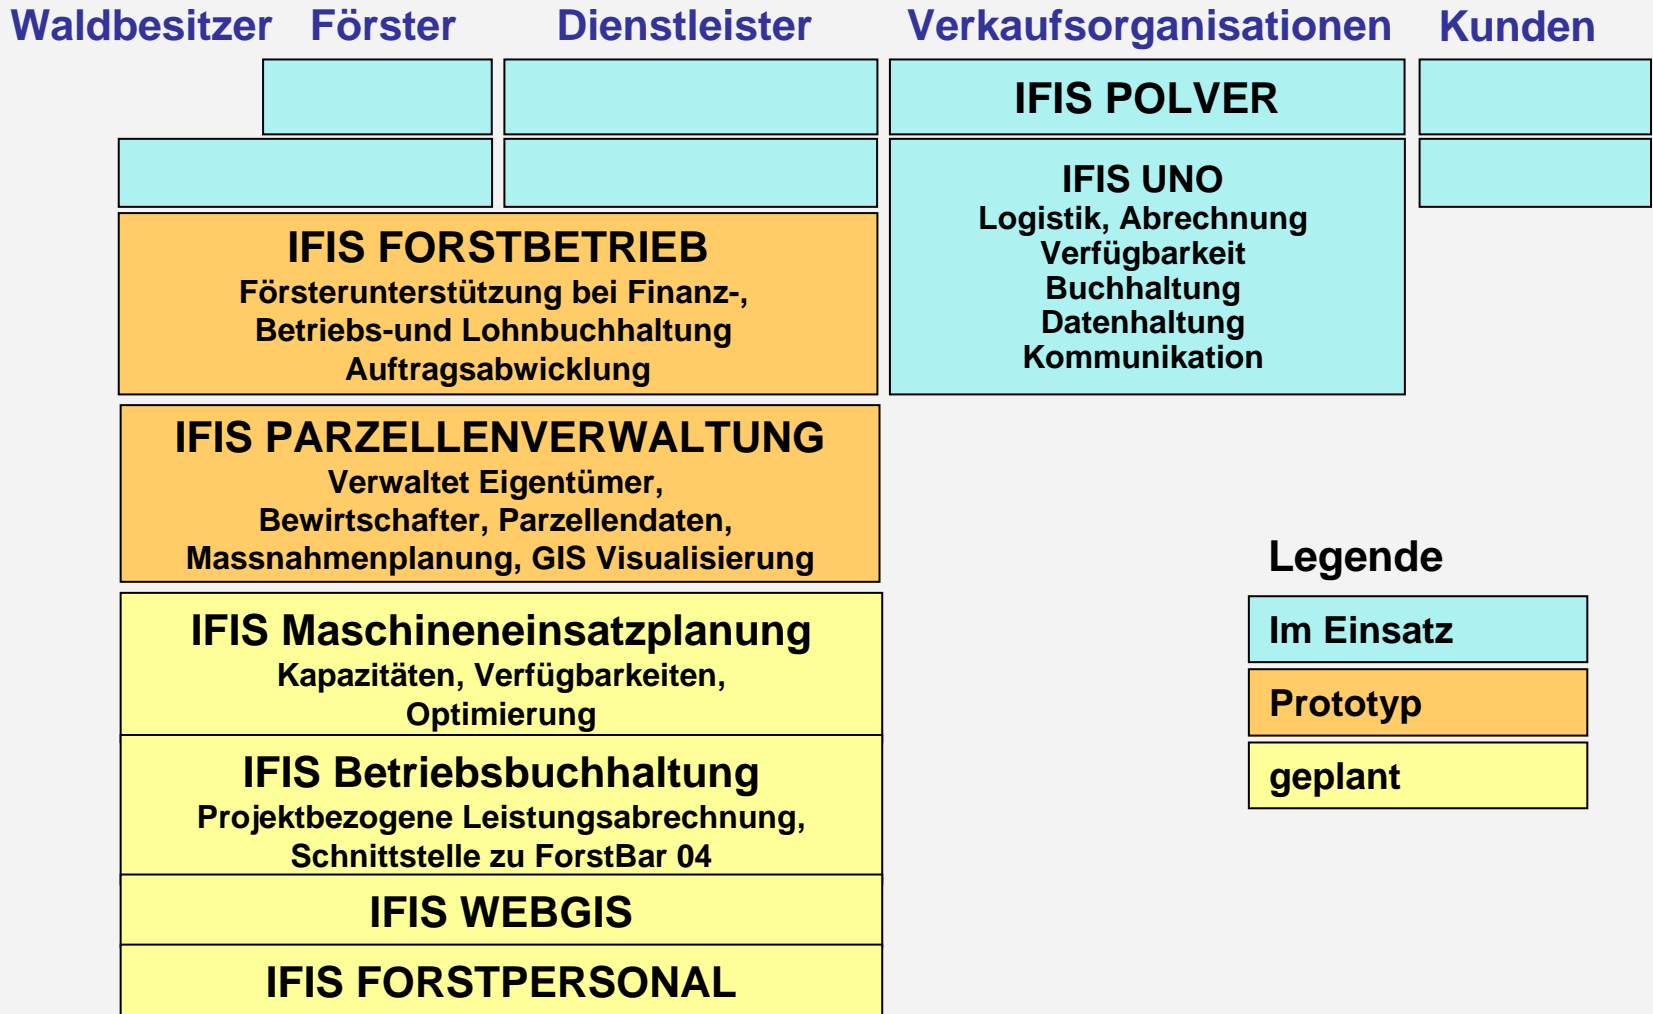 Waldbesitzer Förster Dienstleister Verkaufsorganisationen Kunden
IFIS POLVER
IFIS UNO
Logistik, Abrechnung
Verfügbarkeit
Buchhaltung
Datenhaltung
Kommunikation
IFIS FORSTBETRIEB
Försterunterstützung bei Finanz-,
Betriebs-und Lohnbuchhaltung
Auftragsabwicklung
IFIS PARZELLENVERWALTUNG
Verwaltet Eigentümer,
Bewirtschafter, Parzellendaten,
Massnahmenplanung, GIS Visualisierung
IFIS Maschineneinsatzplanung
Kapazitäten, Verfügbarkeiten,
Optimierung
IFIS Betriebsbuchhaltung
Projektbezogene Leistungsabrechnung,
Schnittstelle zu ForstBar 04
IFIS WEBGIS
IFIS FORSTPERSONAL
Legende
Im Einsatz
Prototyp
geplant